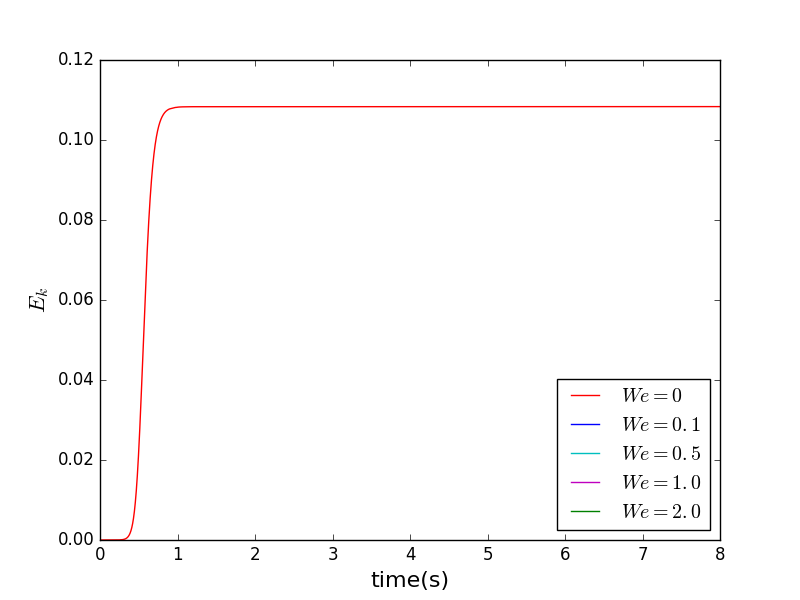 0.12
0.10
0.08
0.06
0.04
0.02
0.00
E_k
0 1 2 3 4 5 6 7 8
time(s)
We = 0
We = 0.1
We = 0.5
We = 1.0
We = 2.0